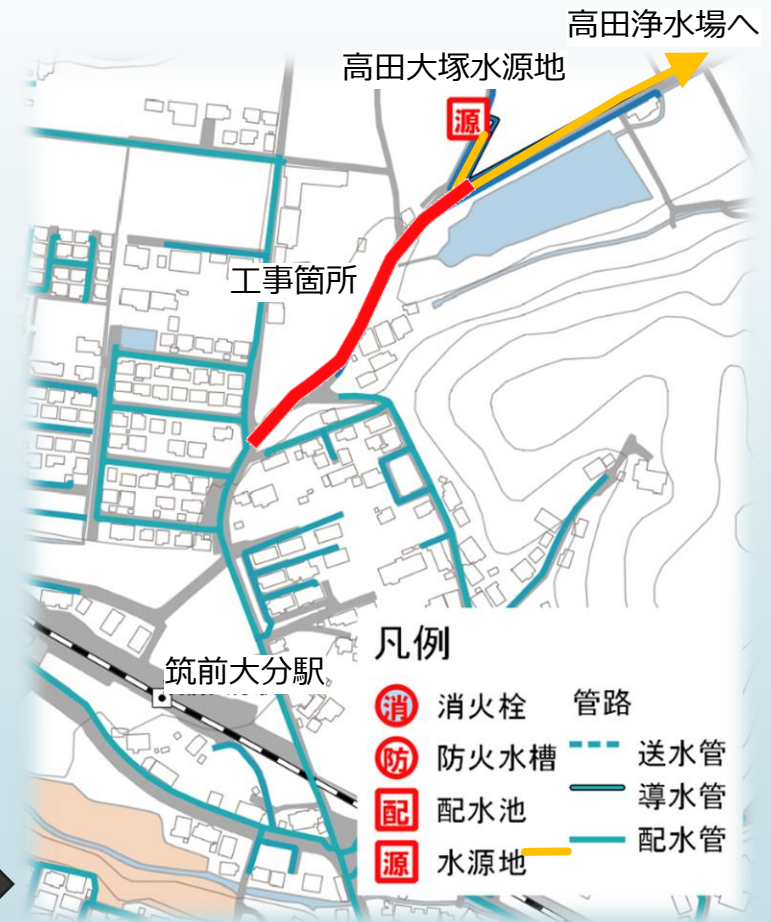 高田浄水場へ
高田大塚水源地
源
工事箇所
筑前大分駅
凡例
消 消火栓
防 防火水槽
配 配水池
源 水源地
管路
送水管
導水管
配水管